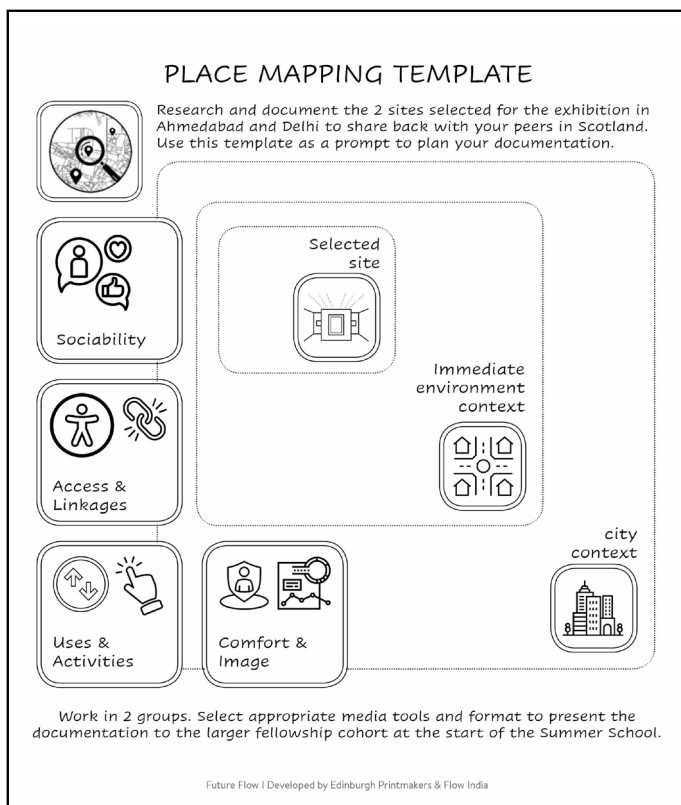 PLACE MAPPING TEMPLATE
Research and document the 2 sites selected for the exhibition in
Ahmedabad and Delhi to share back with your peers in Scotland.
Use this template as a prompt to plan your documentation.
Selected
site
Sociability
Immediate
environment
context
Access &
Linkages
city
context
Uses &
Activities
Comfort &
Image
Work in 2 groups. Select appropriate media tools and format to present the
documentation to the larger fellowship cohort at the start of the Summer School.
Future Flow I Developed by Edinburgh Printmakers & Flow India